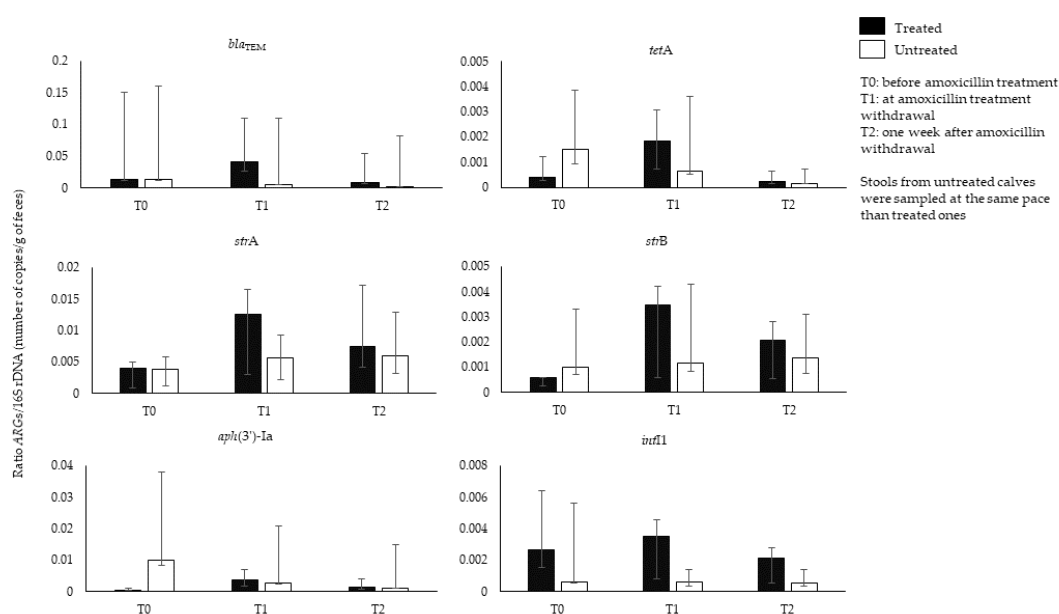 Treated
Untreated
T0: before amoxicillin treatment
T1: at amoxicillin treatment
withdrawal
T2: one week after amoxicillin
withdrawal
Stools from untreated calves
were sampled at the same pace
than treated ones
Ratio ARGs/16S rDNA (number of copies/g of feces)
blaTEM
0.2
0.15
0.1
0.05
0
T0 T1 T2
tetA
0.005
0.004
0.003
0.002
0.001
0
T0 T1 T2
strA
0.02
0.015
0.01
0.005
0
T0 T1 T2
strB
0.005
0.004
0.003
0.002
0.001
0
T0 T1 T2
aph(3')-Ia
0.04
0.03
0.02
0.01
0
T0 T1 T2
intI1
0.008
0.006
0.004
0.002
0
T0 T1 T2